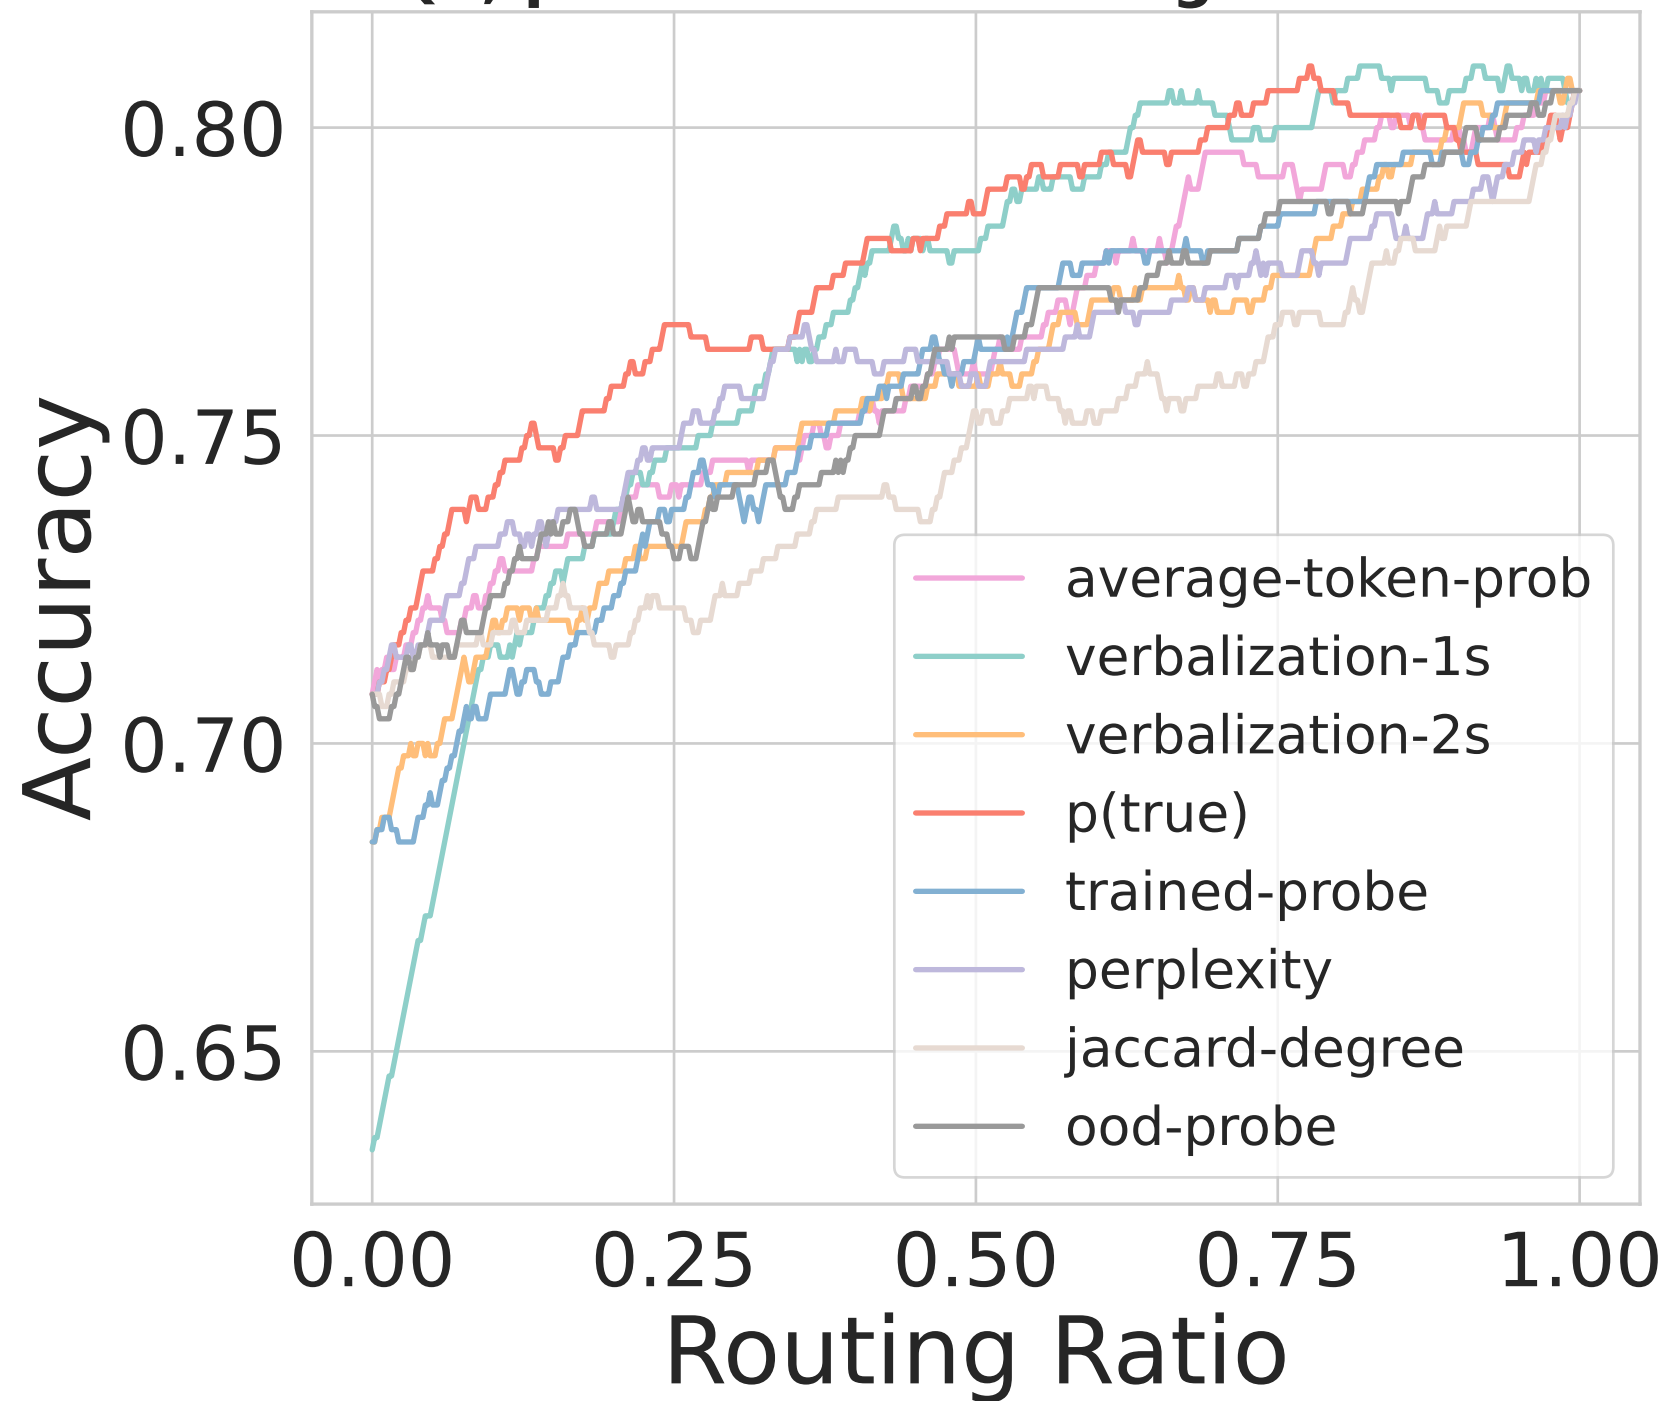 0.80
0.75
0.70
0.65
Accuracy
average-token-prob
verbalization-1s
verbalization-2s
p(true)
trained-probe
perplexity
jaccard-degree
ood-probe
0.00 0.25 0.50 0.75 1.00
Routing Ratio